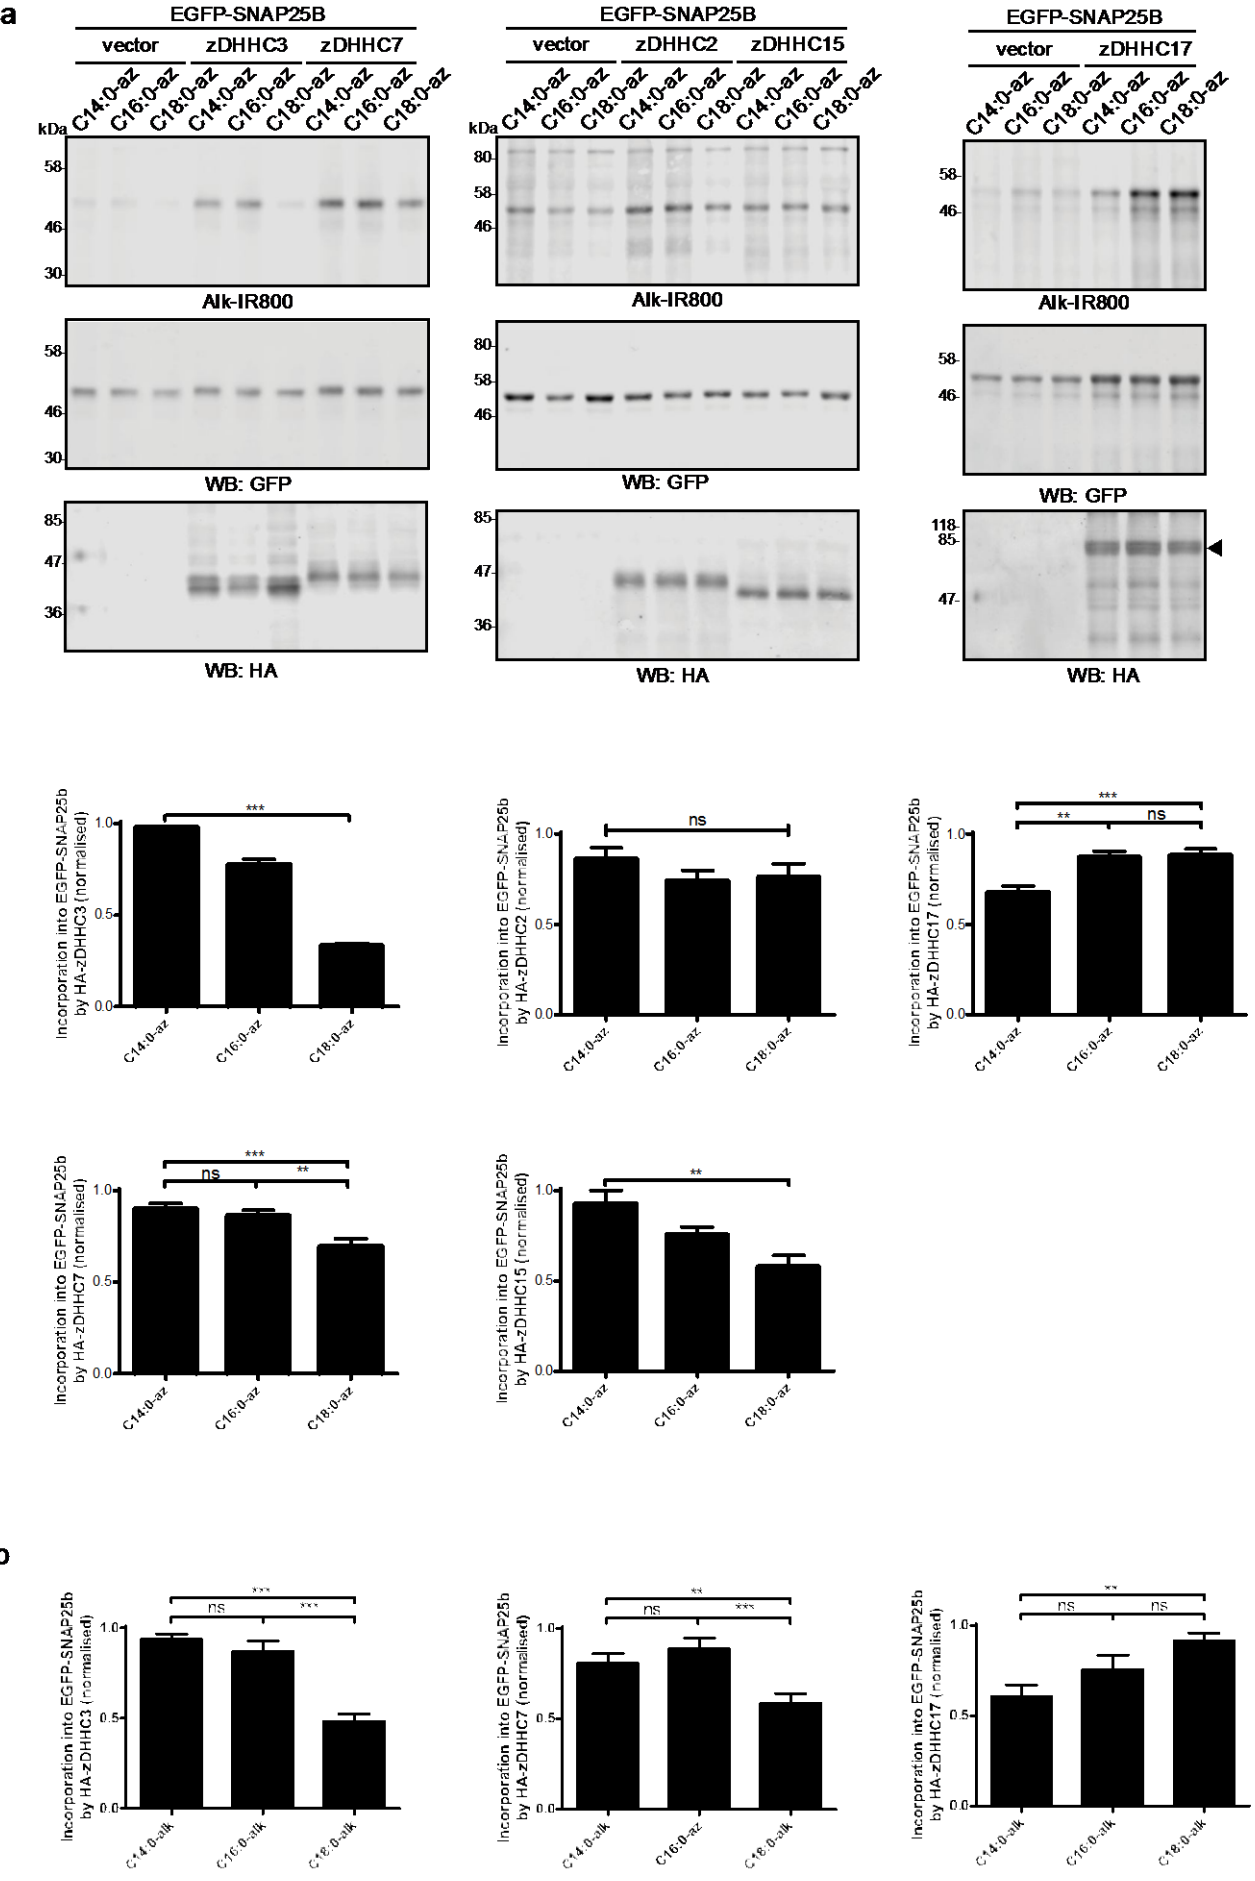 a
EGFP-SNAP25B
vector zDHHC3 zDHHC7
C14:0-az C16:0-az C18:0-az C14:0-az C16:0-az C18:0-az C14:0-az C16:0-az C18:0-az
kDa
58
46
30
Alk-IR800
58
46
30
WB: GFP
85
47
36
WB: HA
EGFP-SNAP25B
vector zDHHC2 zDHHC15
C14:0-az C16:0-az C18:0-az C14:0-az C16:0-az C18:0-az C14:0-az C16:0-az C18:0-az
kDa
80
58
46
Alk-IR800
80
58
46
WB: GFP
85
47
36
WB: HA
EGFP-SNAP25B
vector zDHHC17
C14:0-az C16:0-az C18:0-az C14:0-az C16:0-az C18:0-az
58
46
Alk-IR800
58
46
WB: GFP
118
85
47
WB: HA
Incorporation into EGFP-SNAP25b
by HA-zDHHC3 (normalised)
***
1.0
0.5
0.0
C14:0-az C16:0-az C18:0-az
Incorporation into EGFP-SNAP25b
by HA-zDHHC2 (normalised)
ns
1.0
0.5
0.0
C14:0-az C16:0-az C18:0-az
Incorporation into EGFP-SNAP25b
by HA-zDHHC17 (normalised)
***
** ns
1.0
0.5
0.0
C14:0-az C16:0-az C18:0-az
Incorporation into EGFP-SNAP25b
by HA-zDHHC7 (normalised)
***
ns **
1.0
0.5
0.0
C14:0-az C16:0-az C18:0-az
Incorporation into EGFP-SNAP25b
by HA-zDHHC15 (normalised)
**
1.0
0.5
0.0
C14:0-az C16:0-az C18:0-az
b
Incorporation into EGFP-SNAP25b
by HA-zDHHC3 (normalised)
***
ns ***
1.0
0.5
0.0
C14:0-alk C16:0-alk C18:0-alk
Incorporation into EGFP-SNAP25b
by HA-zDHHC7 (normalised)
**
ns ***
1.0
0.5
0.0
C14:0-alk C16:0-az C18:0-alk
Incorporation into EGFP-SNAP25b
by HA-zDHHC17 (normalised)
**
ns ns
1.0
0.5
0.0
C14:0-alk C16:0-alk C18:0-alk